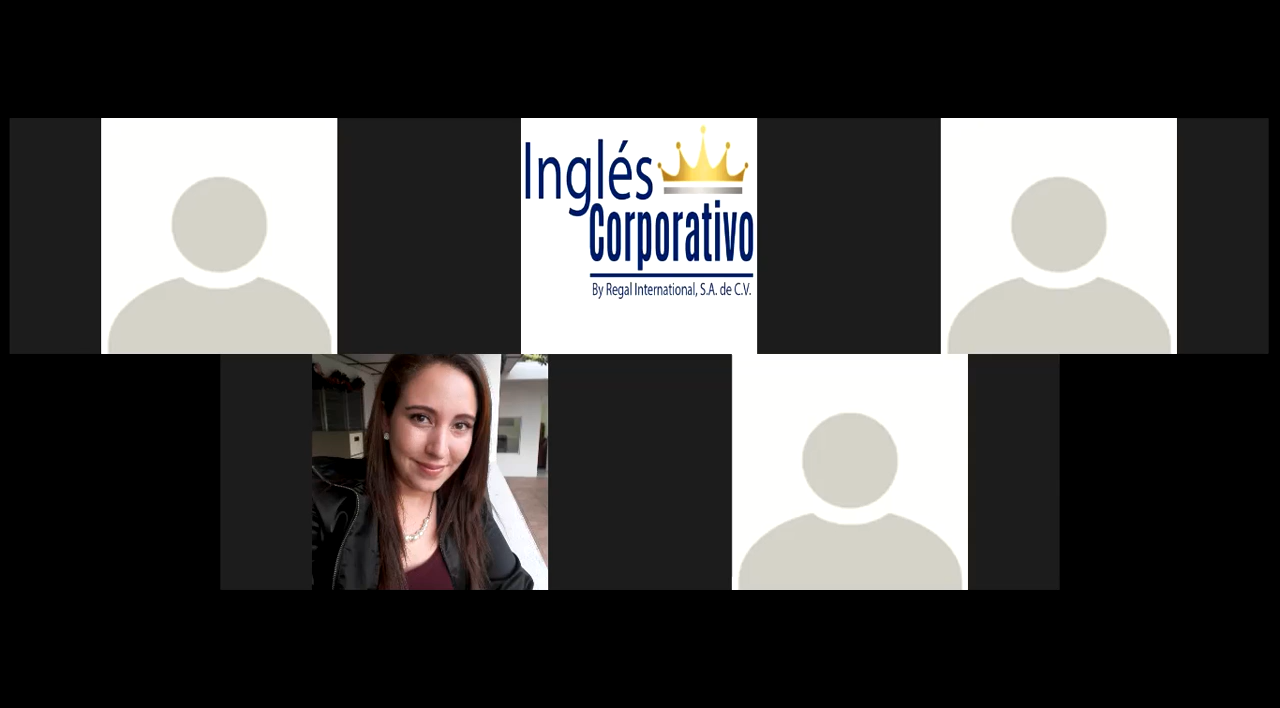 Inglés
Corporativo
By Regal International, S.A. de C.V.